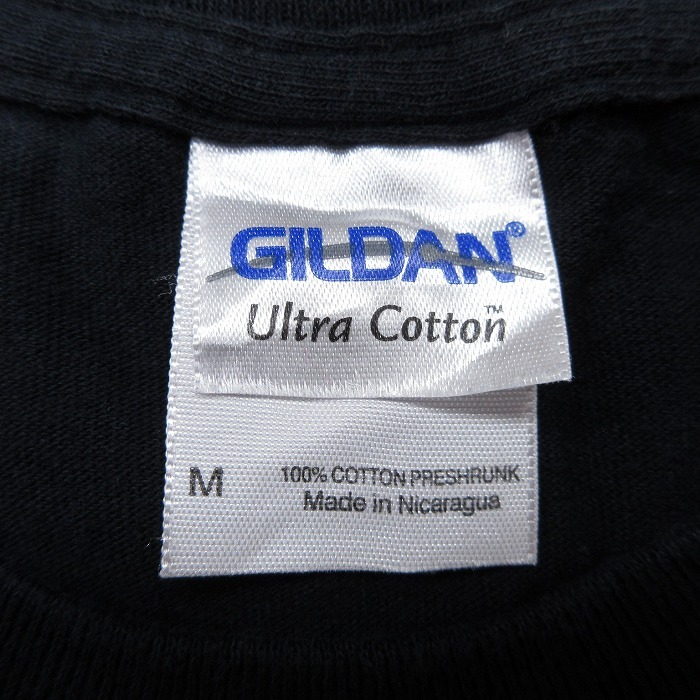 GILDAN®
Ultra Cotton™
M
100% COTTON PRESHRUNK
Made in Nicaragua